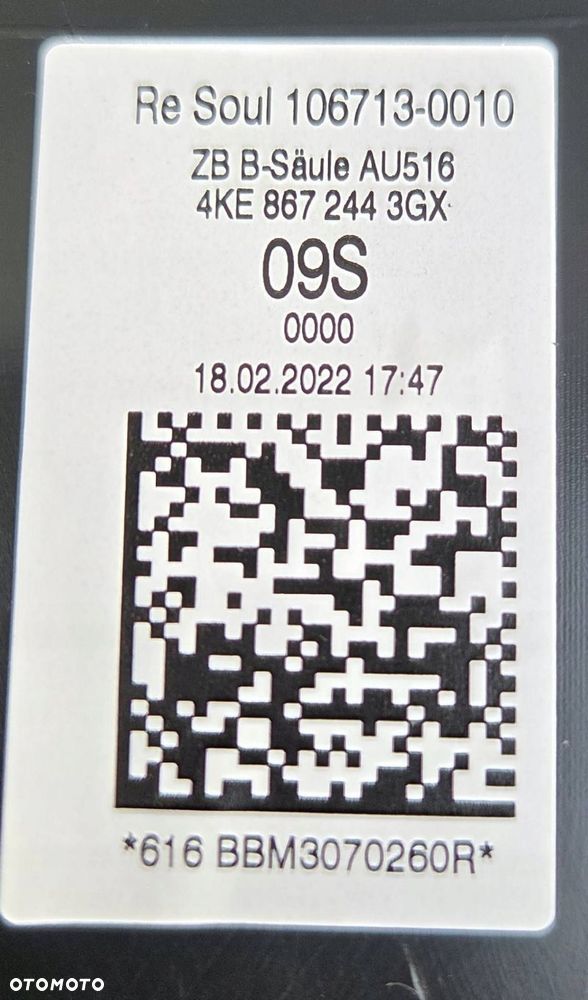 Re Soul 106713-0010
ZB B-Säule AU516
4KE 867 244 3GX
09S
0000
18.02.2022 17:47
*616 BBM3070260R*
OTOMOTO